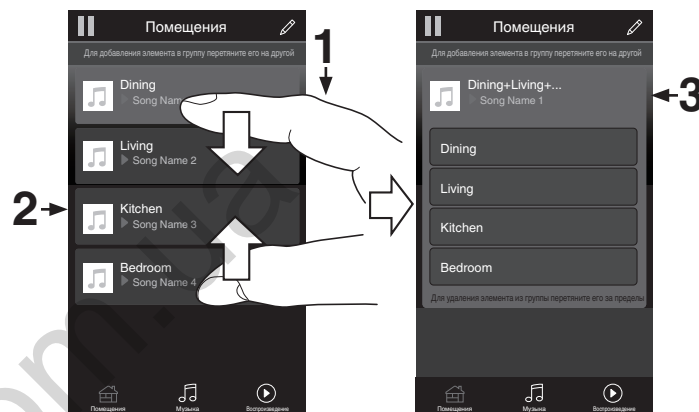 Помещения
Для добавления элемента в группу перетяните его на другой
1
Dining
Song Nam
Living
Song Name 2
2
Kitchen
Song Name 3
Bedroom
Song Name 4
Помещения
Музыка
Воспроизведение
Помещения
Для добавления элемента в группу перетяните его на другой
Dining+Living+...
Song Name 1
3
Dining
Living
Kitchen
Bedroom
Для удаления элемента из группы перетяните его за пределы
Помещения
Музыка
Воспроизведение
om.ua